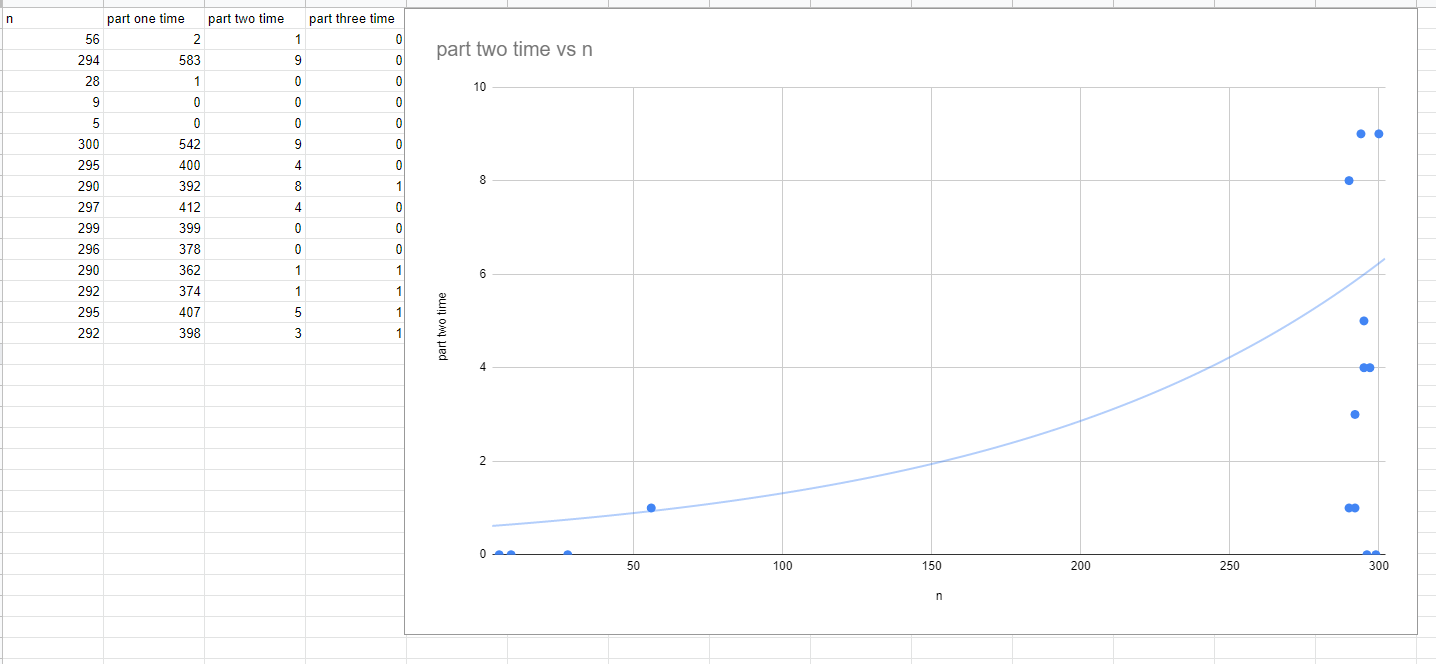 n part one time part two time part three time
56 2 1 0
294 583 9 0
28 1 0 0
9 0 0 0
5 0 0 0
300 542 9 0
295 400 4 0
290 392 8 1
297 412 4 0
299 399 0 0
296 378 0 0
290 362 1 1
292 374 1 1
295 407 5 1
292 398 3 1
part two time vs n
10
8
6
4
2
0
part two time
50 100 150 200 250 300
n